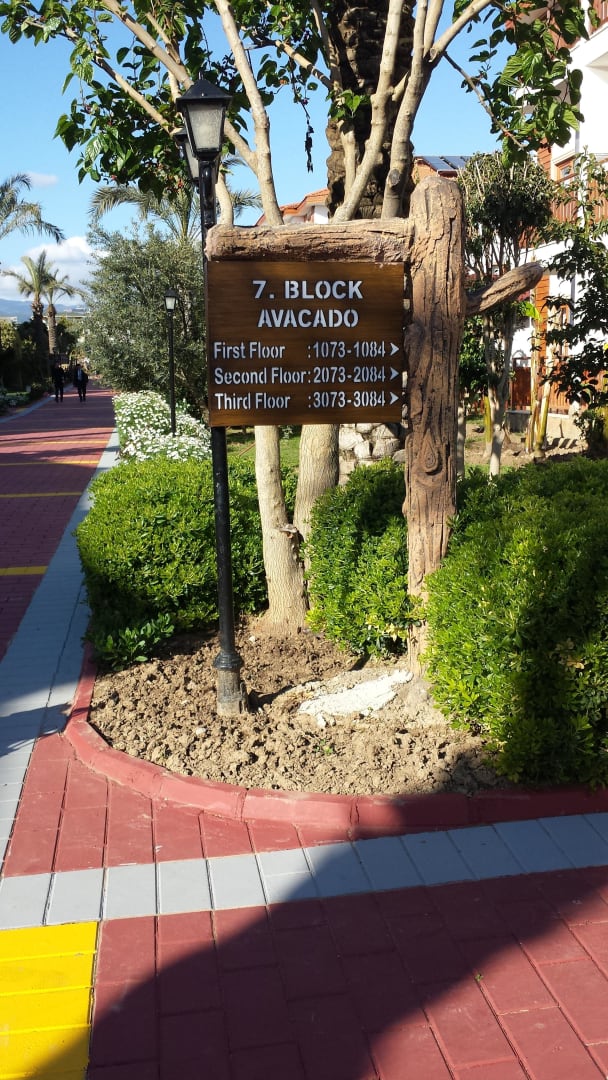 7. BLOCK
AVACADO
First Floor :1073-1084 >
Second Floor :2073-2084 >
Third Floor :3073-3084 >